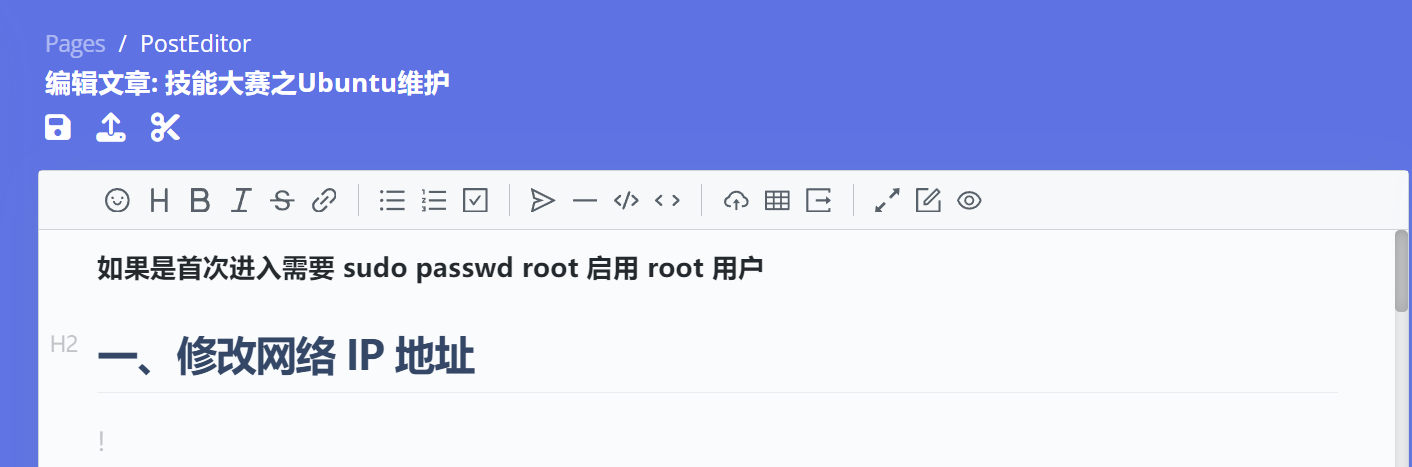 Pages / PostEditor
编辑文章: 技能大赛之Ubuntu维护
如果是首次进入需要 sudo passwd root 启用 root 用户
H2 一、修改网络 IP 地址
!